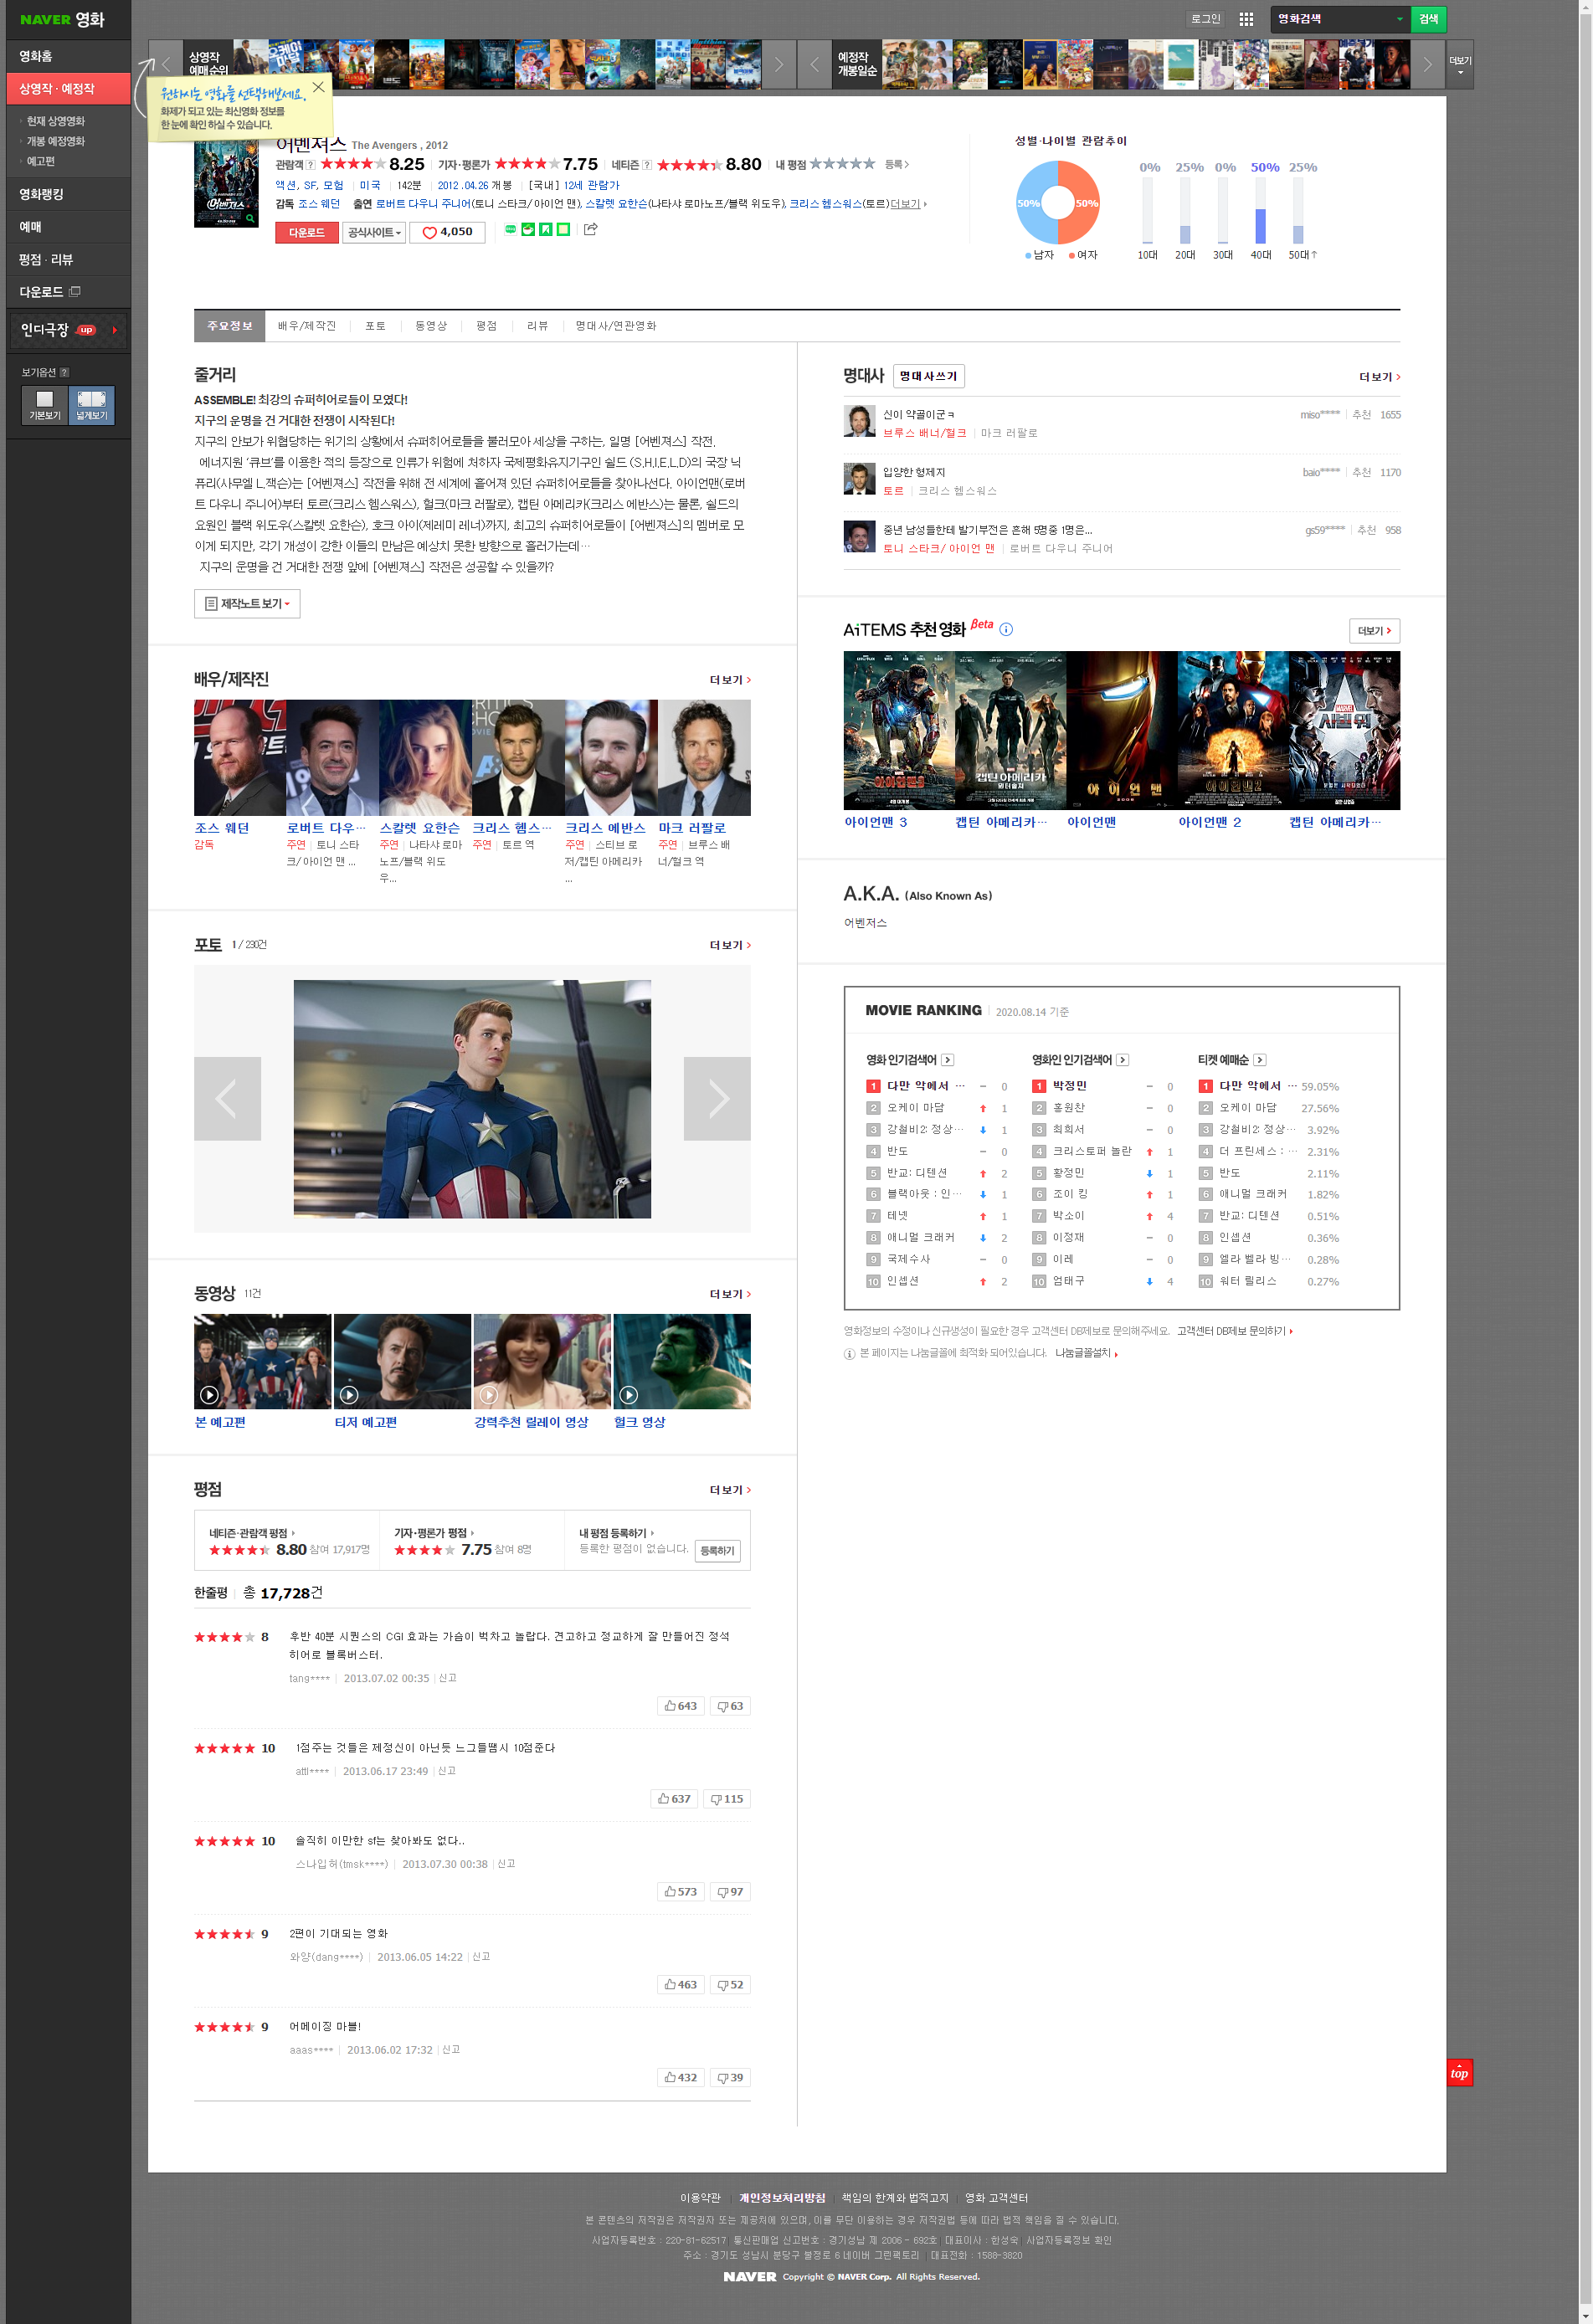 NAVER 영화
로그인
영화검색
검색
영화홈
상영작 · 예정작
현재 상영영화
개봉 예정영화
예고편
영화랭킹
예매
평점 · 리뷰
다운로드
인디극장 up
보기옵션 ?
기본보기 넓게보기
상영작
예매순위
예정작
개봉일순
더보기
원하시는 영화를 선택해보세요.
화제가 되고 있는 최신영화 정보를
한 눈에 확인 하실 수 있습니다.
어벤져스 The Avengers , 2012
관람객 ? 8.25 기자·평론가 7.75 네티즌 ? 8.80 내 평점 등록
액션, SF, 모험 미국 142분 2012 .04.26 개봉 [국내] 12세 관람가
감독 조스 웨던 출연 로버트 다우니 주니어(토니 스타크/ 아이언 맨), 스칼렛 요한슨(나타샤 로마노프/블랙 위도우), 크리스 헴스워스(토르) 더보기
다운로드 공식사이트 4,050
성별·나이별 관람추이
50% 50%
남자 여자
0% 25% 0% 50% 25%
10대 20대 30대 40대 50대↑
주요정보 배우/제작진 포토 동영상 평점 리뷰 명대사/연관영화
줄거리
ASSEMBLE! 최강의 슈퍼히어로들이 모였다!
지구의 운명을 건 거대한 전쟁이 시작된다!
지구의 안보가 위협당하는 위기의 상황에서 슈퍼히어로들을 불러모아 세상을 구하는, 일명 [어벤져스] 작전.
에너지원 ‘큐브’를 이용한 적의 등장으로 인류가 위험에 처하자 국제평화유지기구인 쉴드 (S.H.I.E.L.D)의 국장 닉
퓨리(사무엘 L.잭슨)는 [어벤져스] 작전을 위해 전 세계에 흩어져 있던 슈퍼히어로들을 찾아나선다. 아이언맨(로버
트 다우니 주니어)부터 토르(크리스 헴스워스), 헐크(마크 러팔로), 캡틴 아메리카(크리스 에반스)는 물론, 쉴드의
요원인 블랙 위도우(스칼렛 요한슨), 호크 아이(제레미 레너)까지, 최고의 슈퍼히어로들이 [어벤져스]의 멤버로 모
이게 되지만, 각기 개성이 강한 이들의 만남은 예상치 못한 방향으로 흘러가는데…
지구의 운명을 건 거대한 전쟁 앞에 [어벤져스] 작전은 성공할 수 있을까?
제작노트 보기
배우/제작진 더보기
조스 웨던
감독
로버트 다우…
주연 토니 스타
크/ 아이언 맨 ...
스칼렛 요한슨
주연 나타샤 로마
노프/블랙 위도
우...
크리스 헴스…
주연 토르 역
크리스 에반스
주연 스티브 로
저/캡틴 아메리카
...
마크 러팔로
주연 브루스 배
너/헐크 역
포토 1 / 230건 더보기
동영상 11건 더보기
본 예고편
티저 예고편
강력추천 릴레이 영상
헐크 영상
평점 더보기
네티즌·관람객 평점
8.80 참여 17,917명
기자·평론가 평점
7.75 참여 8명
내 평점 등록하기
등록한 평점이 없습니다. 등록하기
한줄평 총 17,728건
8 후반 40분 시퀀스의 CGI 효과는 가슴이 벅차고 놀랍다. 견고하고 정교하게 잘 만들어진 정석
히어로 블록버스터.
tang**** 2013.07.02 00:35 신고
643 63
10 1점주는 것들은 제정신이 아닌듯 느그들땜시 10점준다
atti**** 2013.06.17 23:49 신고
637 115
10 솔직히 이만한 sf는 찾아봐도 없다..
스나입허(tmsk****) 2013.07.30 00:38 신고
573 97
9 2편이 기대되는 영화
와양(dang****) 2013.06.05 14:22 신고
463 52
9 어메이징 마블!
aaas**** 2013.06.02 17:32 신고
432 39
명대사 명대사쓰기 더보기
신이 약골이군ㅋ miso**** 추천 1655
브루스 배너/헐크 마크 러팔로
입양한 형제지 baio**** 추천 1170
토르 크리스 헴스워스
중년 남성들한테 발기부전은 흔해 5명중 1명은... gs59**** 추천 958
토니 스타크/ 아이언 맨 로버트 다우니 주니어
AiTEMS 추천 영화 βeta 더보기
아이언맨 3
캡틴 아메리카…
아이언맨
아이언맨 2
캡틴 아메리카…
A.K.A. (Also Known As)
어벤저스
MOVIE RANKING 2020.08.14 기준
영화 인기검색어
1 다만 악에서 … 0
2 오케이 마담 1
3 강철비2: 정상… 1
4 반도 0
5 반교: 디텐션 2
6 블랙아웃 : 인… 1
7 테넷 1
8 애니멀 크래커 2
9 국제수사 0
10 인셉션 2
영화인 인기검색어
1 박정민 0
2 홍원찬 0
3 최희서 0
4 크리스토퍼 놀란 1
5 황정민 1
6 조이 킹 1
7 박소이 4
8 이정재 0
9 이레 0
10 엄태구 4
티켓 예매순
1 다만 악에서 … 59.05%
2 오케이 마담 27.56%
3 강철비2: 정상… 3.92%
4 더 프린세스 : … 2.31%
5 반도 2.11%
6 애니멀 크래커 1.82%
7 반교: 디텐션 0.51%
8 인셉션 0.36%
9 엘라 벨라 빙… 0.28%
10 워터 릴리스 0.27%
영화정보의 수정이나 신규생성이 필요한 경우 고객센터 DB제보로 문의해주세요. 고객센터 DB제보 문의하기
본 페이지는 나눔글꼴에 최적화 되어있습니다. 나눔글꼴설치
top
이용약관 개인정보처리방침 책임의 한계와 법적고지 영화 고객센터
본 콘텐츠의 저작권은 저작권자 또는 제공처에 있으며, 이를 무단 이용하는 경우 저작권법 등에 따라 법적 책임을 질 수 있습니다.
사업자등록번호 : 220-81-62517 통신판매업 신고번호 : 경기성남 제 2006 - 692호 대표이사 : 한성숙 사업자등록정보 확인
주소 : 경기도 성남시 분당구 불정로 6 네이버 그린팩토리 대표전화 : 1588-3820
NAVER Copyright © NAVER Corp. All Rights Reserved.